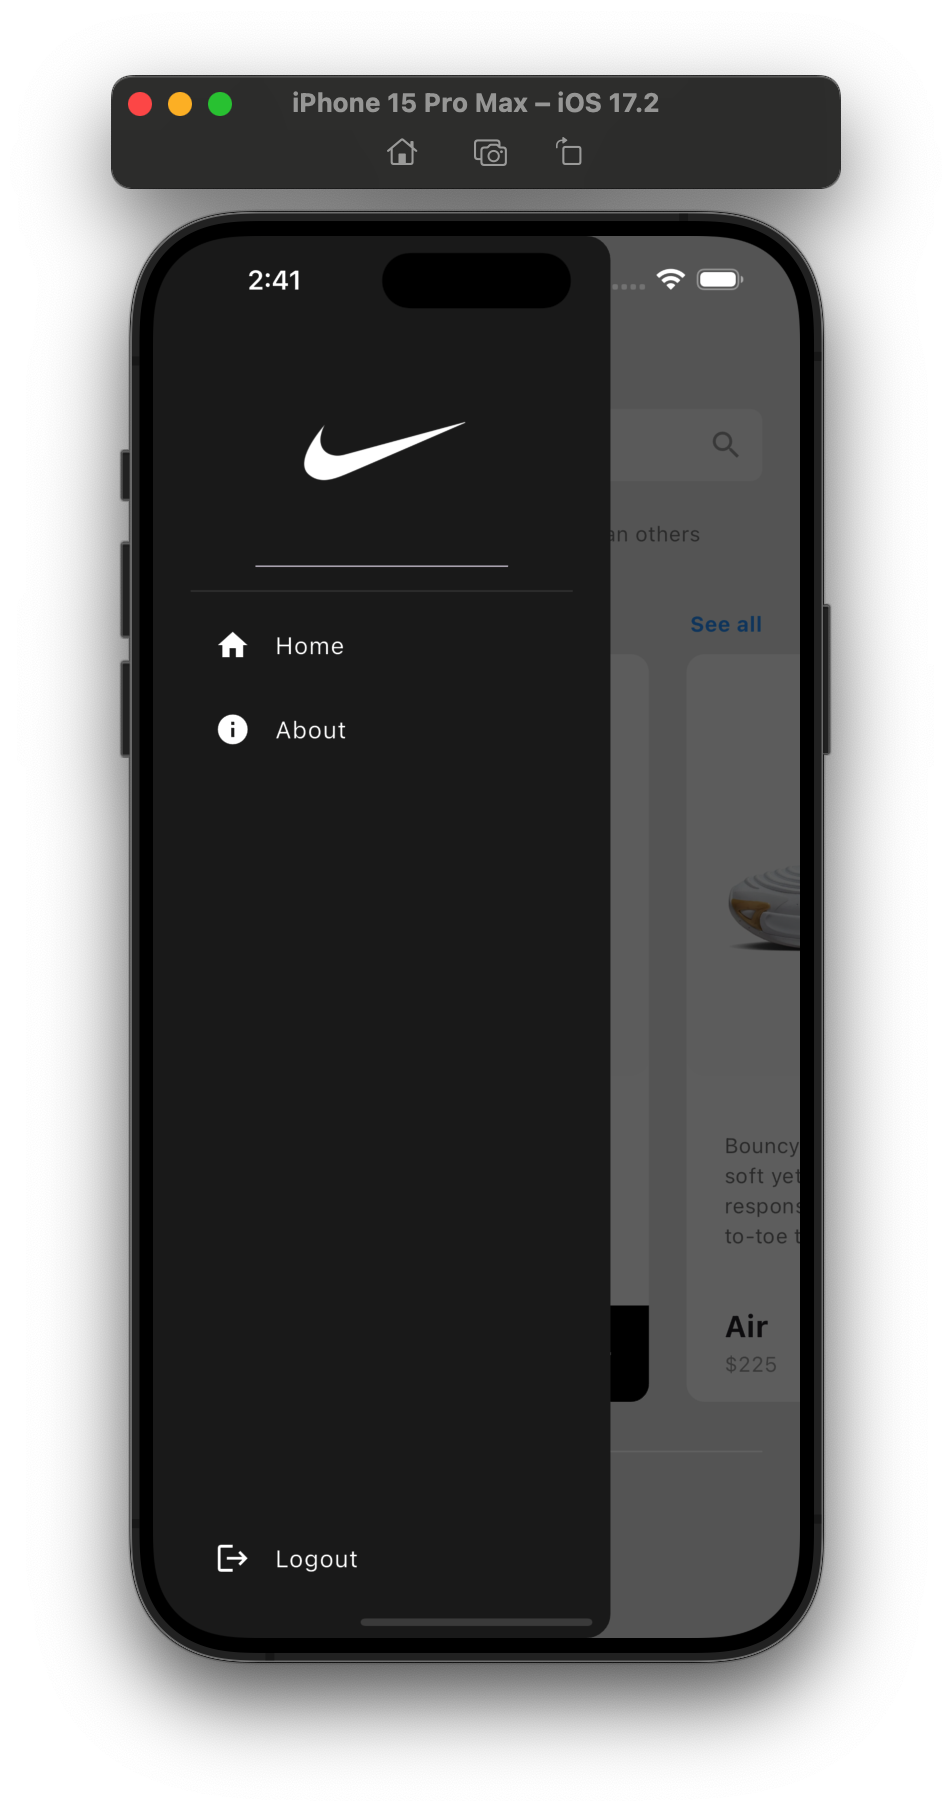 iPhone 15 Pro Max – iOS 17.2
2:41
an others
See all
Home
About
Bouncy
soft yet
respons
to-toe t
Air
$225
Logout